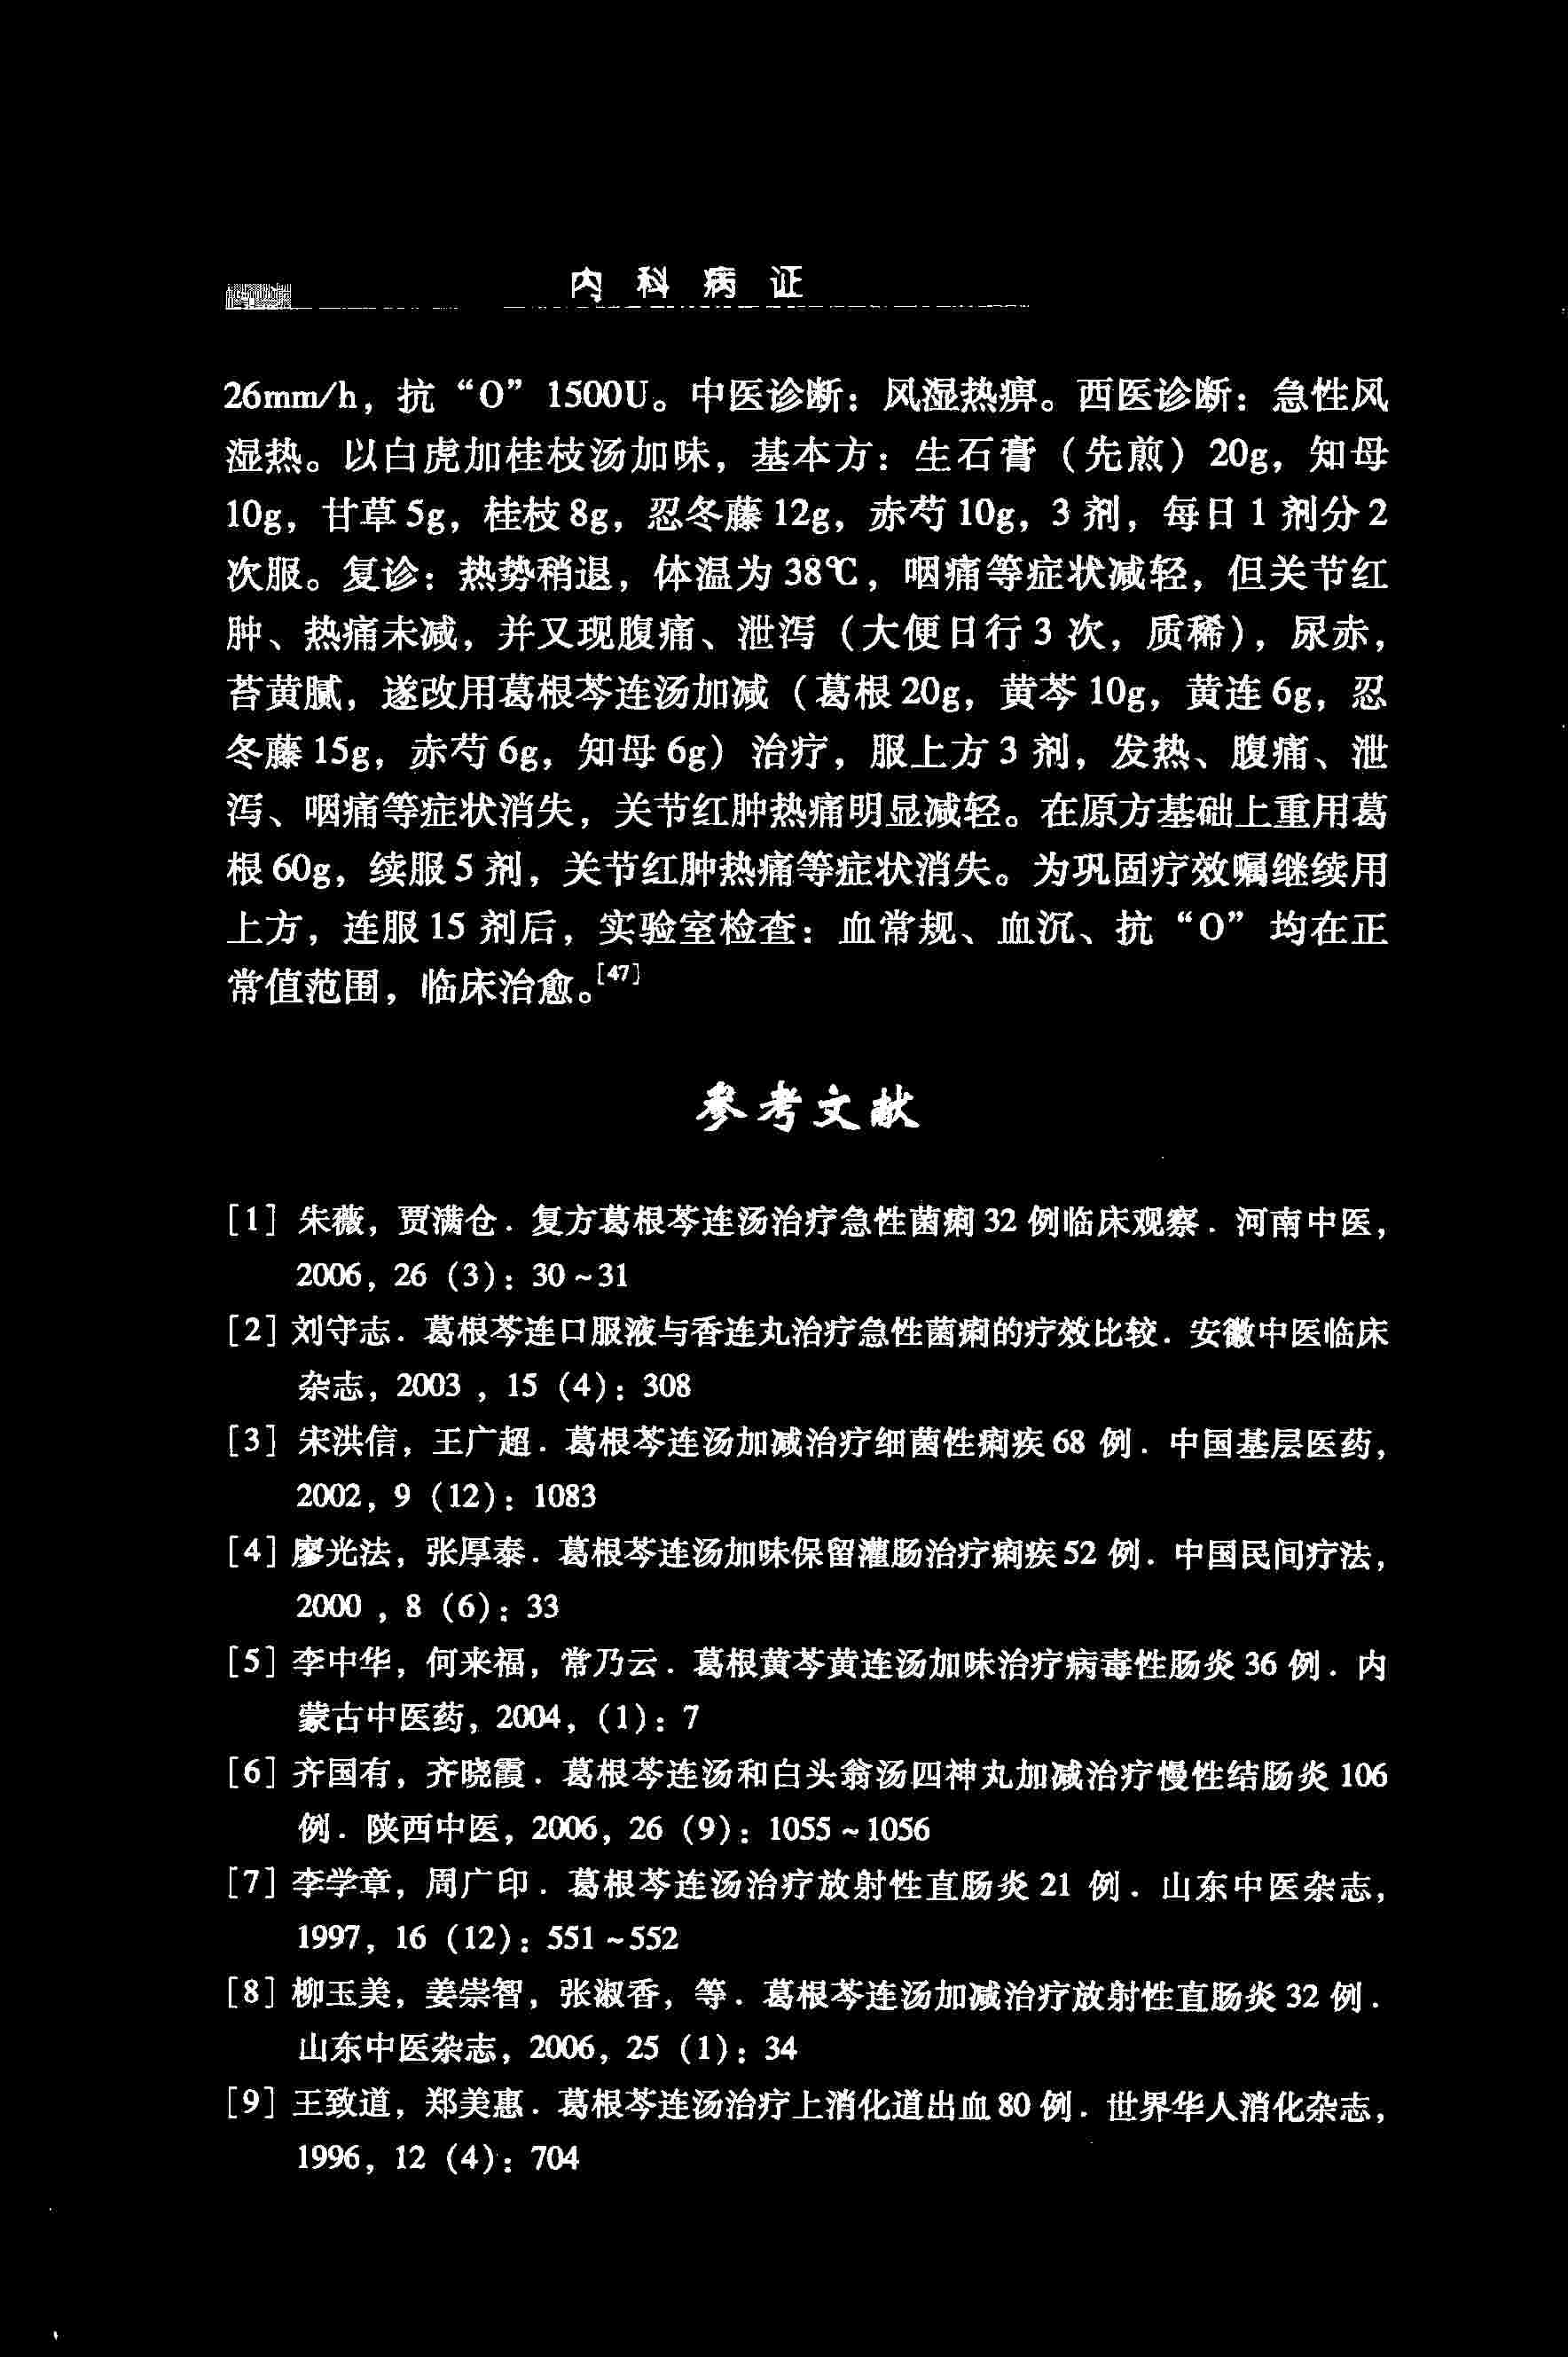 内科病证
26mm/h，抗“O”1500U。中医诊断：风湿热痹。西医诊断：急性风
湿热。以白虎加桂枝汤加味，基本方：生石膏（先煎）20g，知母
10g，甘草5g，桂枝8g，忍冬藤12g，赤芍10g，3剂，每日1剂分2
次服。复诊：热势稍退，体温为38℃，咽痛等症状减轻，但关节红
肿、热痛未减，并又现腹痛、泄泻（大便日行3次，质稀），尿赤，
苔黄腻，遂改用葛根芩连汤加减（葛根20g，黄芩10g，黄连6g，忍
冬藤15g，赤芍6g，知母6g）治疗，服上方3剂，发热、腹痛、泄
泻、咽痛等症状消失，关节红肿热痛明显减轻。在原方基础上重用葛
根60g，续服5剂，关节红肿热痛等症状消失。为巩固疗效嘱继续用
上方，连服15剂后，实验室检查：血常规、血沉、抗“O”均在正
常值范围，临床治愈。[47]
参考文献
[1] 朱薇，贾满仓．复方葛根芩连汤治疗急性菌痢32例临床观察．河南中医，
2006，26（3）：30～31
[2] 刘守志．葛根芩连口服液与香连丸治疗急性菌痢的疗效比较．安徽中医临床
杂志，2003，15（4）：308
[3] 宋洪信，王广超．葛根芩连汤加减治疗细菌性痢疾68例．中国基层医药，
2002，9（12）：1083
[4] 廖光法，张厚泰．葛根芩连汤加味保留灌肠治疗痢疾52例．中国民间疗法，
2000，8（6）：33
[5] 李中华，何来福，常乃云．葛根黄芩黄连汤加味治疗病毒性肠炎36例．内
蒙古中医药，2004，（1）：7
[6] 齐国有，齐晓霞．葛根芩连汤和白头翁汤四神丸加减治疗慢性结肠炎106
例．陕西中医，2006，26（9）：1055～1056
[7] 李学章，周广印．葛根芩连汤治疗放射性直肠炎21例．山东中医杂志，
1997，16（12）：551～552
[8] 柳玉美，姜崇智，张淑香，等．葛根芩连汤加减治疗放射性直肠炎32例．
山东中医杂志，2006，25（1）：34
[9] 王致道，郑美惠．葛根芩连汤治疗上消化道出血80例．世界华人消化杂志，
1996，12（4）：704